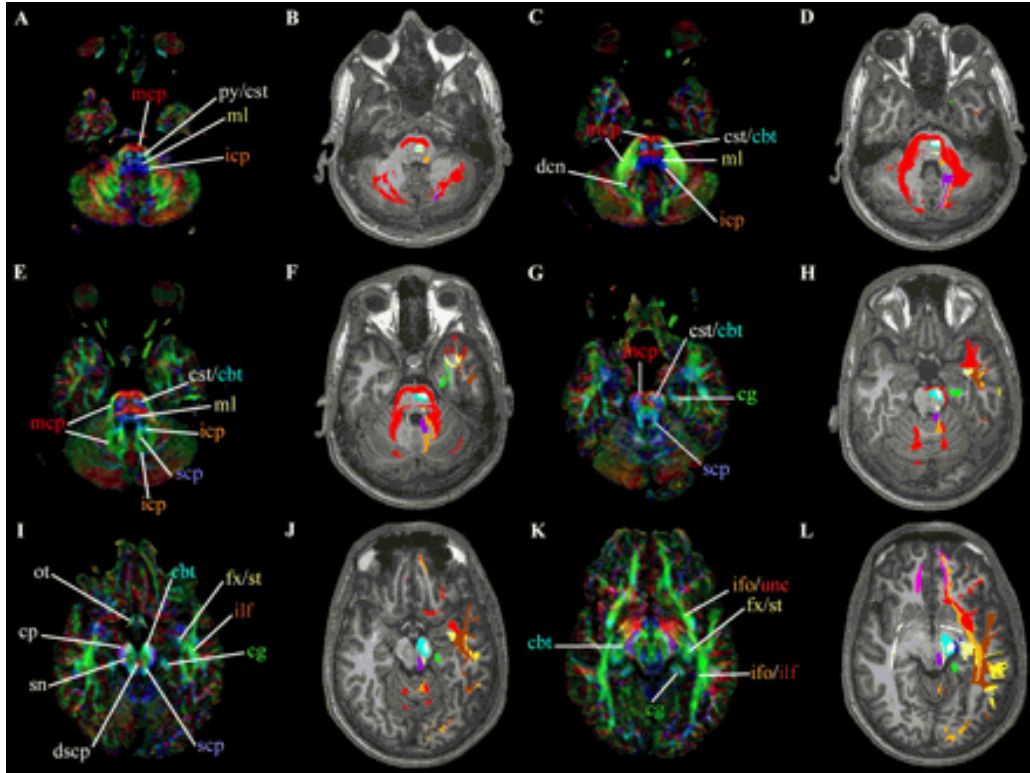 A
B
C
D
mcp
py/cst
ml
icp
mcp
cst/cbt
ml
dcn
icp
E
F
G
H
cst/cbt
ml
mcp
icp
scp
icp
cst/cbt
mcp
cg
scp
I
J
K
L
ot
cbt
fx/st
ilf
cp
cg
sn
dscp
scp
ifo/unc
fx/st
cbt
ifo/ilf
cg